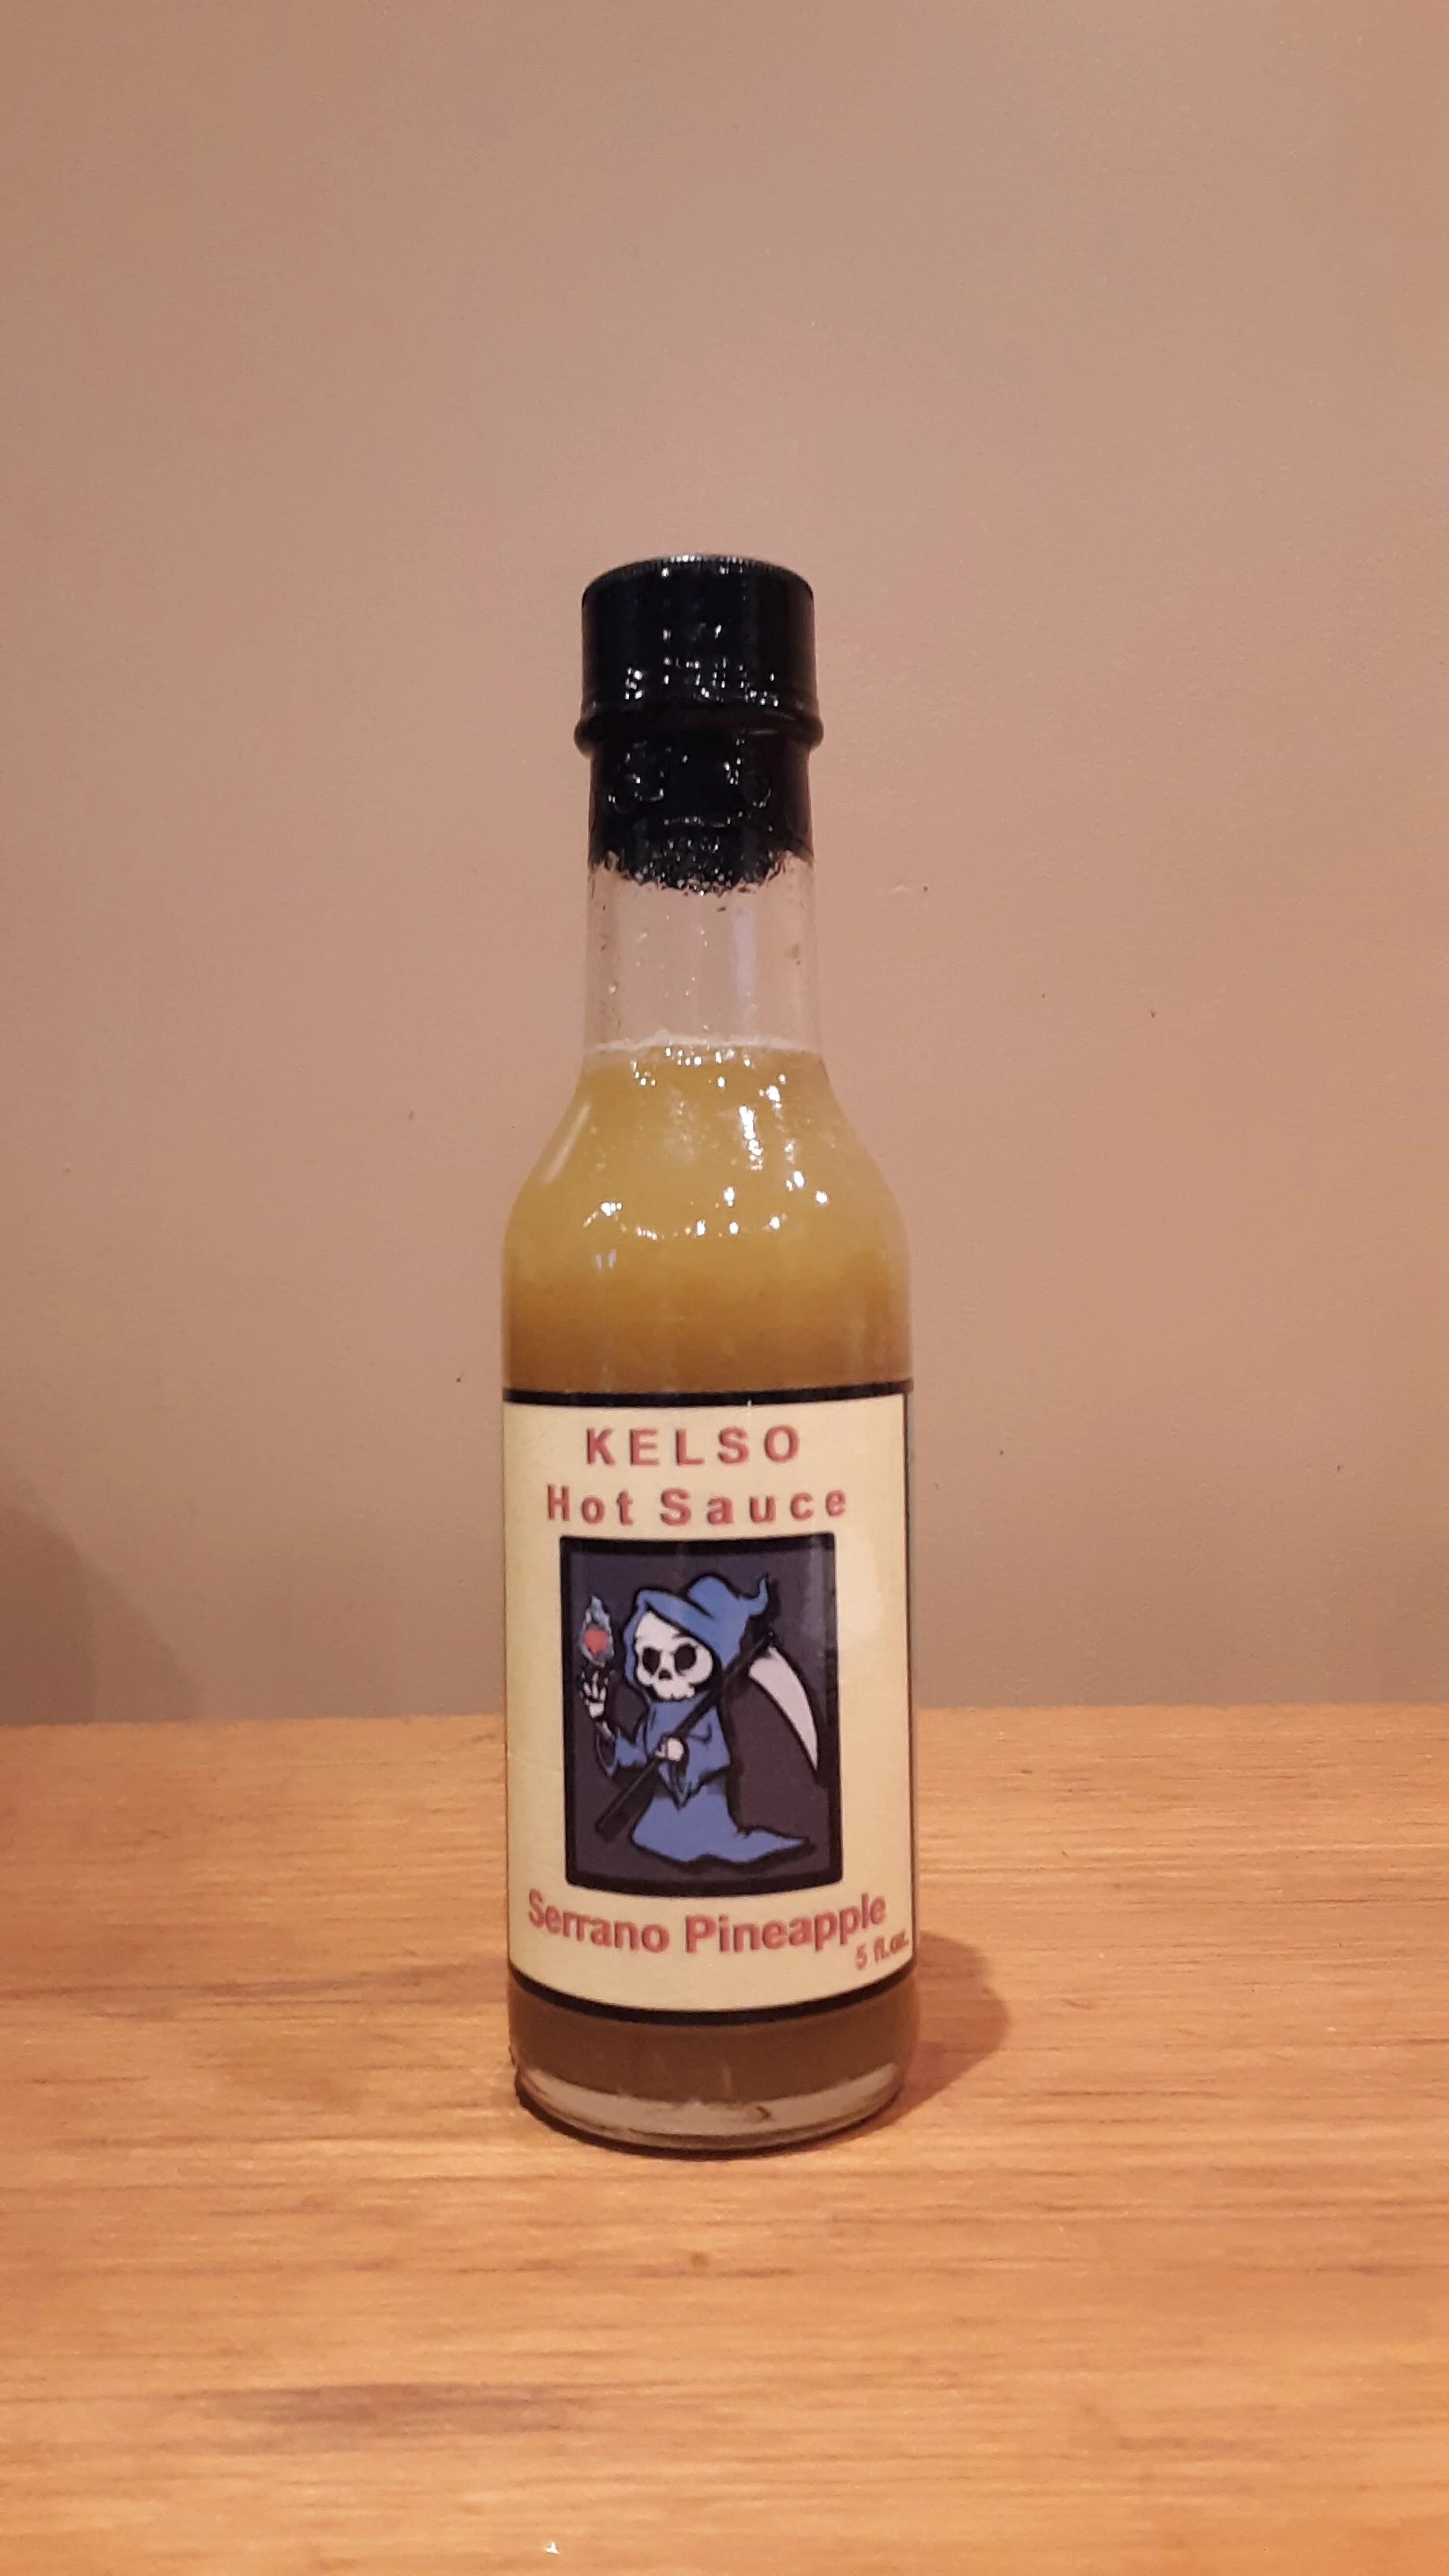 KELSO
Hot Sauce
Serrano Pineapple
5 fl.oz.